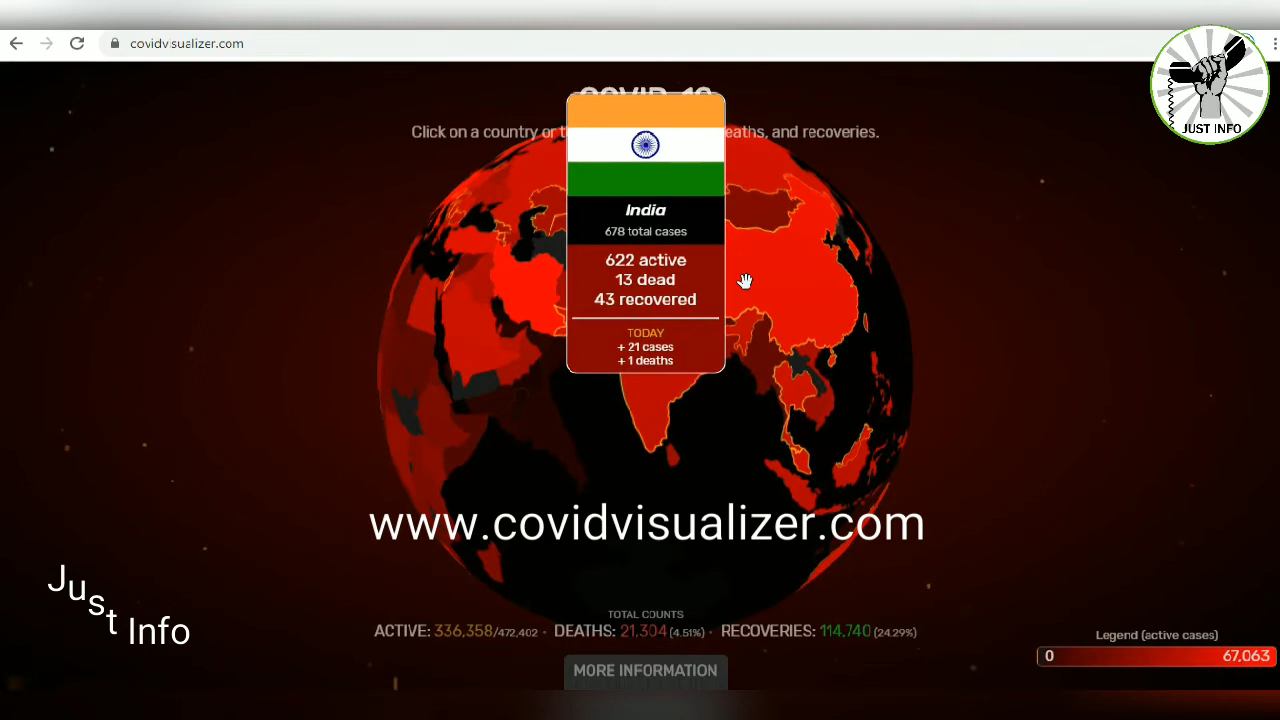 covidvisualizer.com
JUST INFO
COVID-19
Click on a country or t eaths, and recoveries.
India
678 total cases
622 active
13 dead
43 recovered
TODAY
+ 21 cases
+ 1 deaths
www.covidvisualizer.com
Just Info
TOTAL COUNTS
ACTIVE: 336,358/472,402 · DEATHS: 21,304 (4.51%) · RECOVERIES: 114,740 (24.29%)
Legend (active cases)
0 67,063
MORE INFORMATION